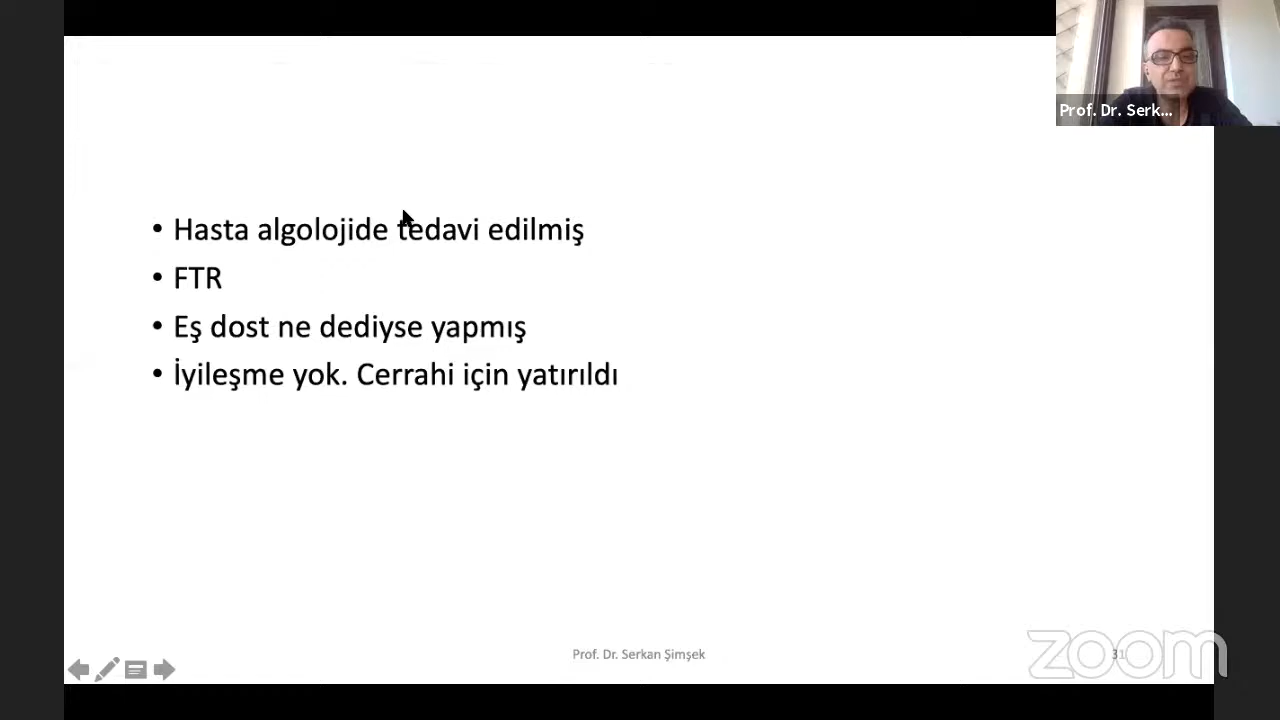 Prof. Dr. Serk...
• Hasta algolojide tedavi edilmiş
• FTR
• Eş dost ne dediyse yapmış
• İyileşme yok. Cerrahi için yatırıldı
Prof. Dr. Serkan Şimşek
31
zoom